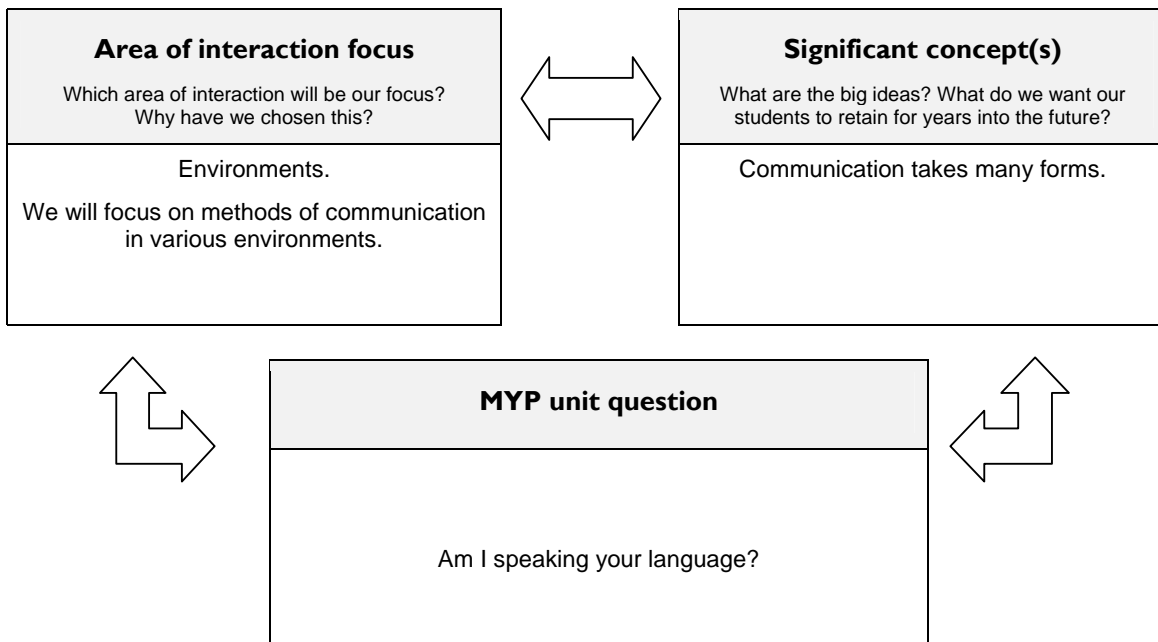 Area of interaction focus
Which area of interaction will be our focus?
Why have we chosen this?
Environments.
We will focus on methods of communication
in various environments.
Significant concept(s)
What are the big ideas? What do we want our
students to retain for years into the future?
Communication takes many forms.
MYP unit question
Am I speaking your language?